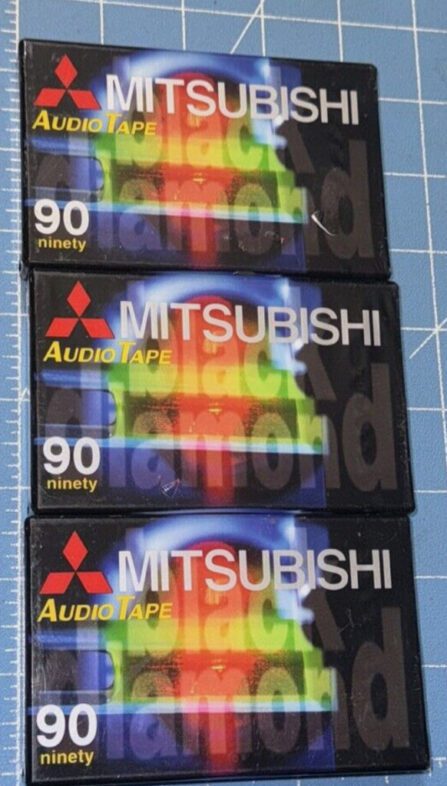 MITSUBISHI
AUDIO TAPE
black
diamond
90
ninety
MITSUBISHI
AUDIO TAPE
black
diamond
90
ninety
MITSUBISHI
AUDIO TAPE
black
diamond
90
ninety